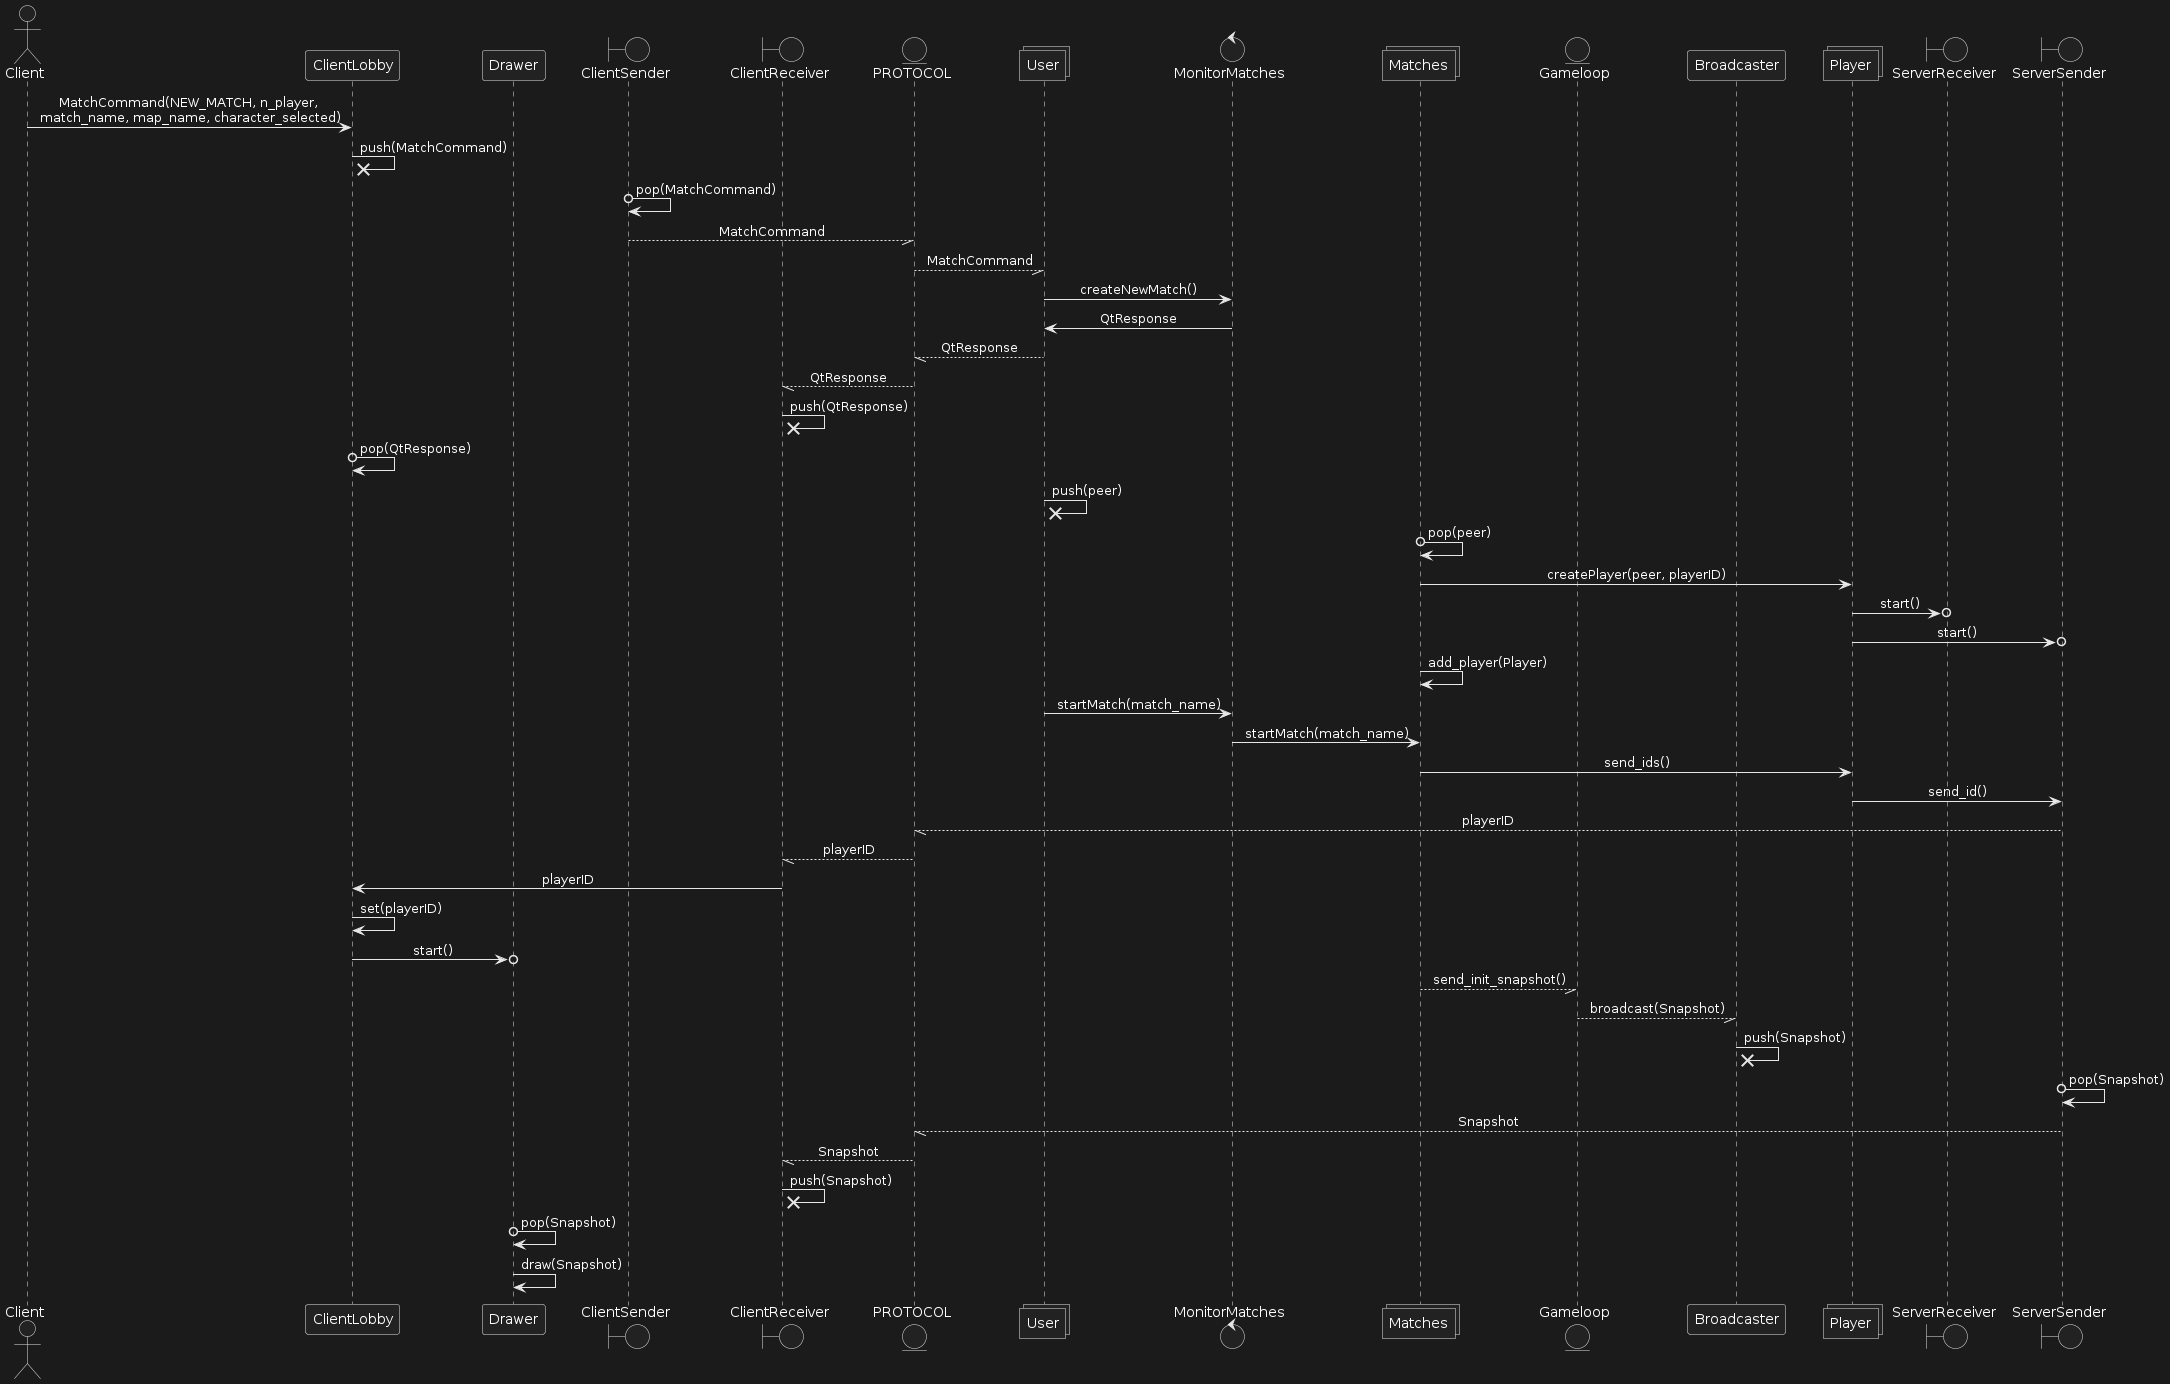 Client
ClientLobby
Drawer
ClientSender
ClientReceiver
PROTOCOL
User
MonitorMatches
Matches
Gameloop
Broadcaster
Player
ServerReceiver
ServerSender
MatchCommand(NEW_MATCH, n_player,
match_name, map_name, character_selected)
push(MatchCommand)
pop(MatchCommand)
MatchCommand
MatchCommand
createNewMatch()
QtResponse
QtResponse
QtResponse
push(QtResponse)
pop(QtResponse)
push(peer)
pop(peer)
createPlayer(peer, playerID)
start()
start()
add_player(Player)
startMatch(match_name)
startMatch(match_name)
send_ids()
send_id()
playerID
playerID
playerID
set(playerID)
start()
send_init_snapshot()
broadcast(Snapshot)
push(Snapshot)
pop(Snapshot)
Snapshot
Snapshot
push(Snapshot)
pop(Snapshot)
draw(Snapshot)
Client
ClientLobby
Drawer
ClientSender
ClientReceiver
PROTOCOL
User
MonitorMatches
Matches
Gameloop
Broadcaster
Player
ServerReceiver
ServerSender